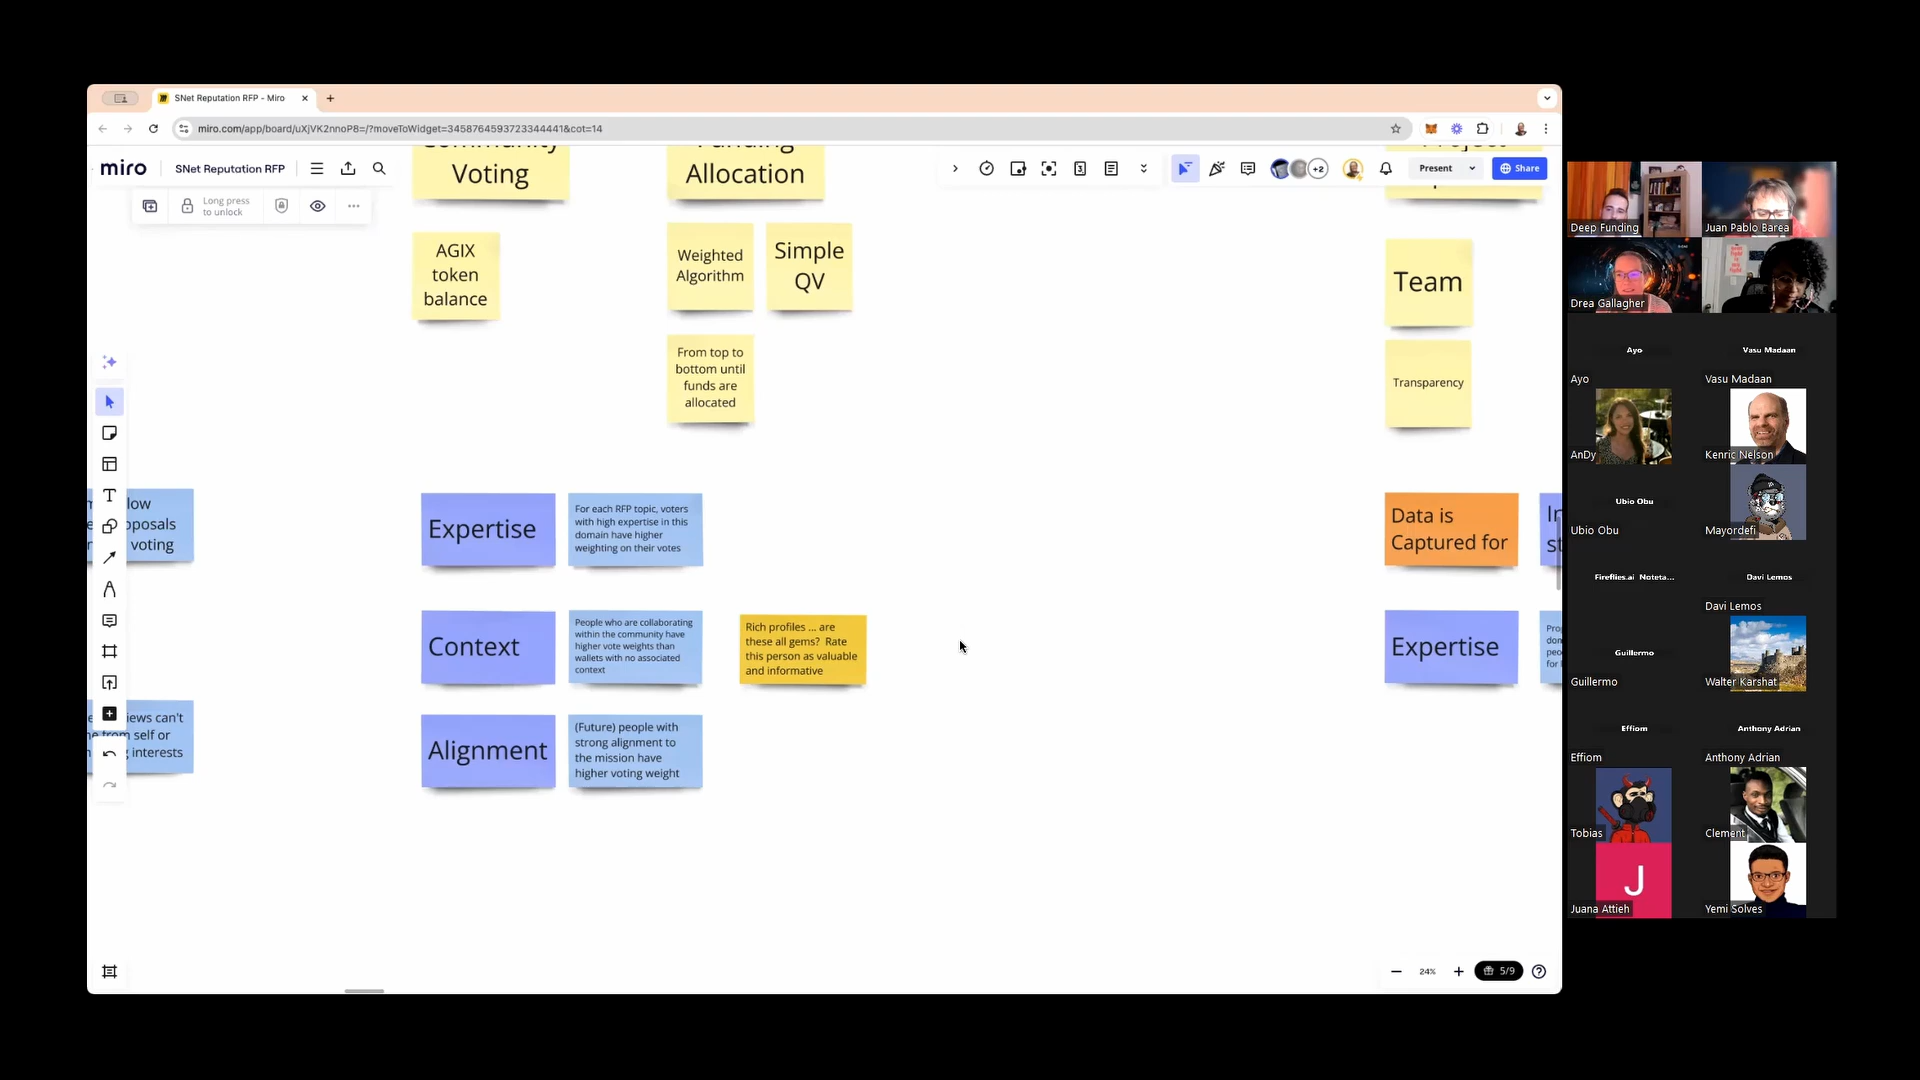 SNet Reputation RFP - Miro
miro.com/app/board/uXjVK2nnoP8=/?moveToWidget=3458764593723344441&cot=14
miro
SNet Reputation RFP
+2
Present
Share
Long press
to unlock
Community
Voting
Funding
Allocation
Project
AGIX
token
balance
Weighted
Algorithm
Simple
QV
From top to
bottom until
funds are
allocated
Team
Transparency
low
oposals
voting
Expertise
For each RFP topic, voters
with high expertise in this
domain have higher
weighting on their votes
Data is
Captured for
Context
People who are collaborating
within the community have
higher vote weights than
wallets with no associated
context
Rich profiles ... are
these all gems? Rate
this person as valuable
and informative
Expertise
iews can't
from self or
interests
Alignment
(Future) people with
strong alignment to
the mission have
higher voting weight
24%
5/9
Deep Funding
Juan Pablo Barea
Drea Gallagher
Ayo
Vasu Madaan
Ayo
Vasu Madaan
AnDy
Kenric Nelson
Ubio Obu
Ubio Obu
Mayordefi
Fireflies.ai Noteta...
Davi Lemos
Davi Lemos
Guillermo
Guillermo
Walter Karshat
Effiom
Anthony Adrian
Effiom
Anthony Adrian
Tobias
Clement
J
Juana Attieh
Yemi Solves